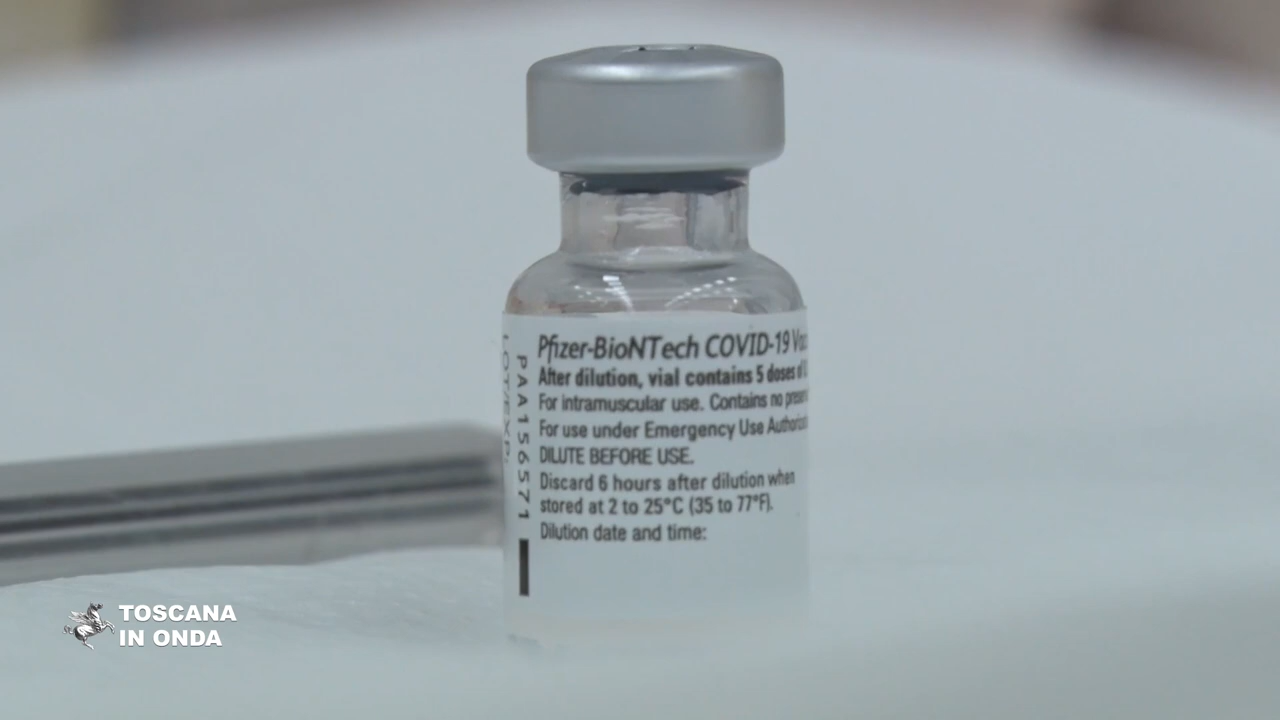 Pfizer-BioNTech COVID-19
After dilution, vial contains 5 doses of
For intramuscular use. Contains no
For use under Emergency Use
DILUTE BEFORE USE.
Discard 6 hours after dilution when
stored at 2 to 25°C (35 to 77°F).
Dilution date and time:
PAA156571
LOT/EXP:
TOSCANA
IN ONDA